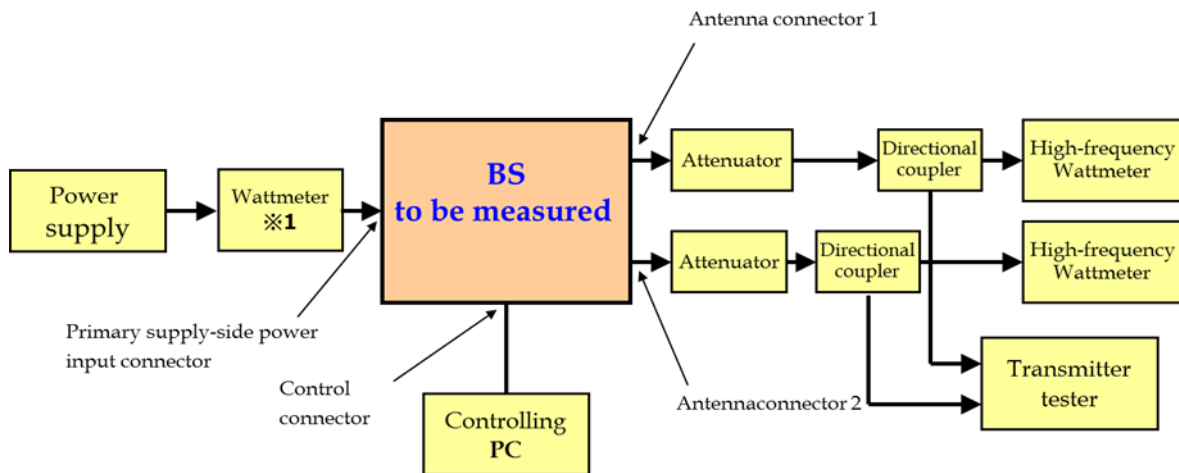 Antenna connector 1
Power
supply
Wattmeter
※1
BS
to be measured
Attenuator
Directional
coupler
High-frequency
Wattmeter
Attenuator
Directional
coupler
High-frequency
Wattmeter
Primary supply-side power
input connector
Control
connector
Controlling
PC
Antennaconnector 2
Transmitter
tester